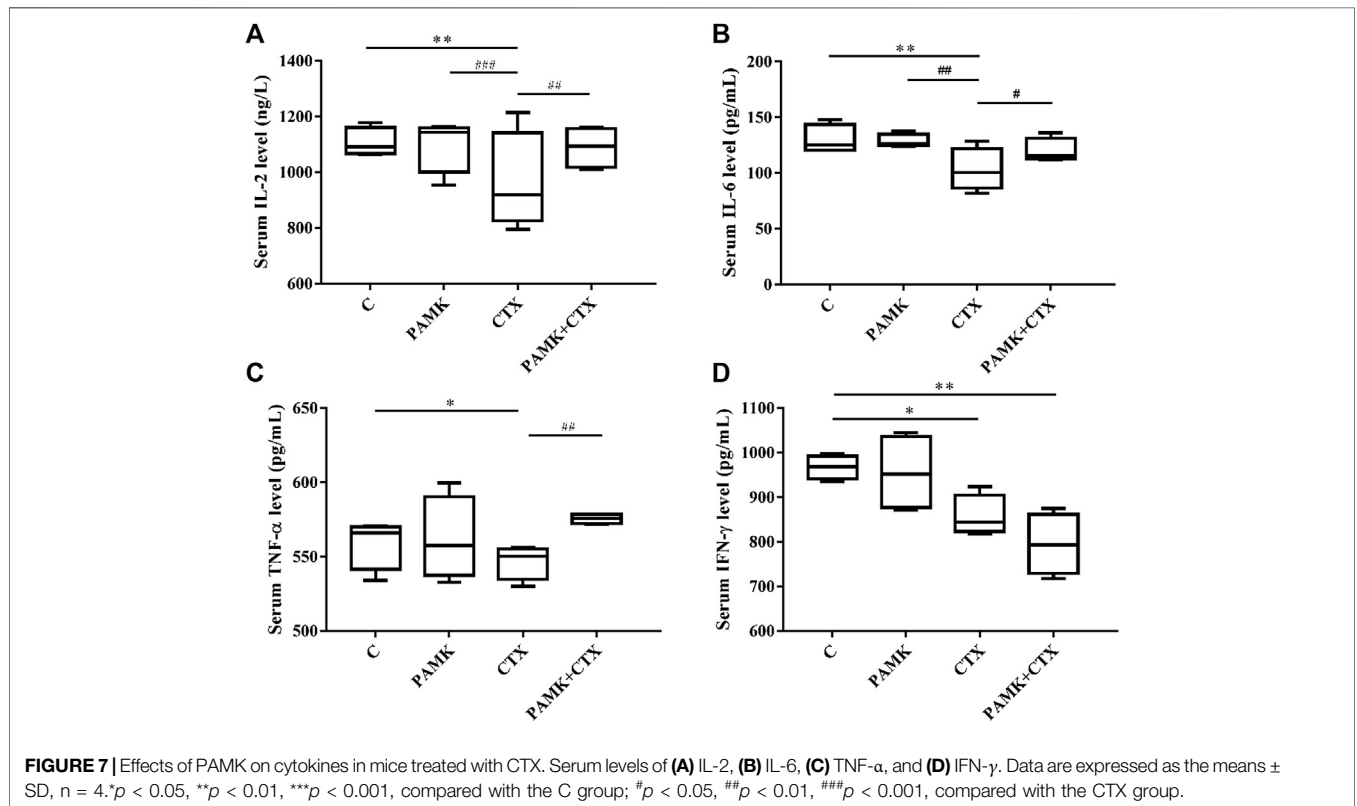 A
**
###
##
Serum IL-2 level (ng/L)
1400
1200
1000
800
600
C
PAMK
CTX
PAMK+CTX
B
**
##
#
Serum IL-6 level (pg/mL)
200
150
100
50
0
C
PAMK
CTX
PAMK+CTX
C
*
##
Serum TNF-α level (pg/mL)
650
600
550
500
C
PAMK
CTX
PAMK+CTX
D
**
*
Serum IFN-γ level (pg/mL)
1100
1000
900
800
700
600
C
PAMK
CTX
PAMK+CTX
FIGURE 7 | Effects of PAMK on cytokines in mice treated with CTX. Serum levels of (A) IL-2, (B) IL-6, (C) TNF-α, and (D) IFN-γ. Data are expressed as the means ±
SD, n = 4.*p < 0.05, **p < 0.01, ***p < 0.001, compared with the C group; #p < 0.05, ##p < 0.01, ###p < 0.001, compared with the CTX group.